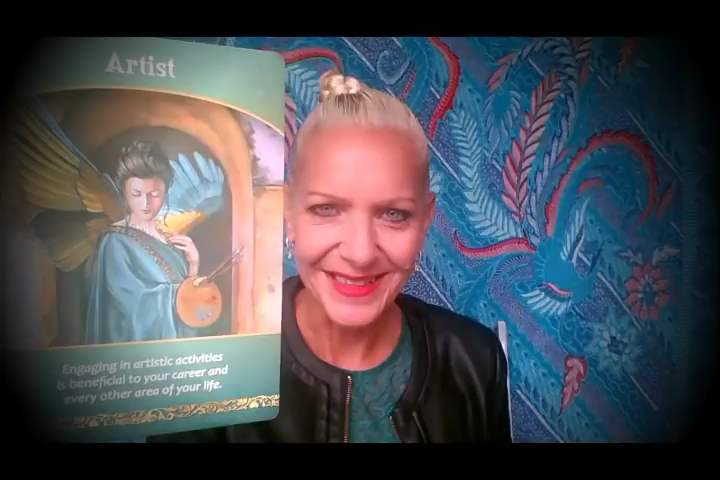 Artist
Engaging in artistic activities
is beneficial to your career and
every other area of your life.